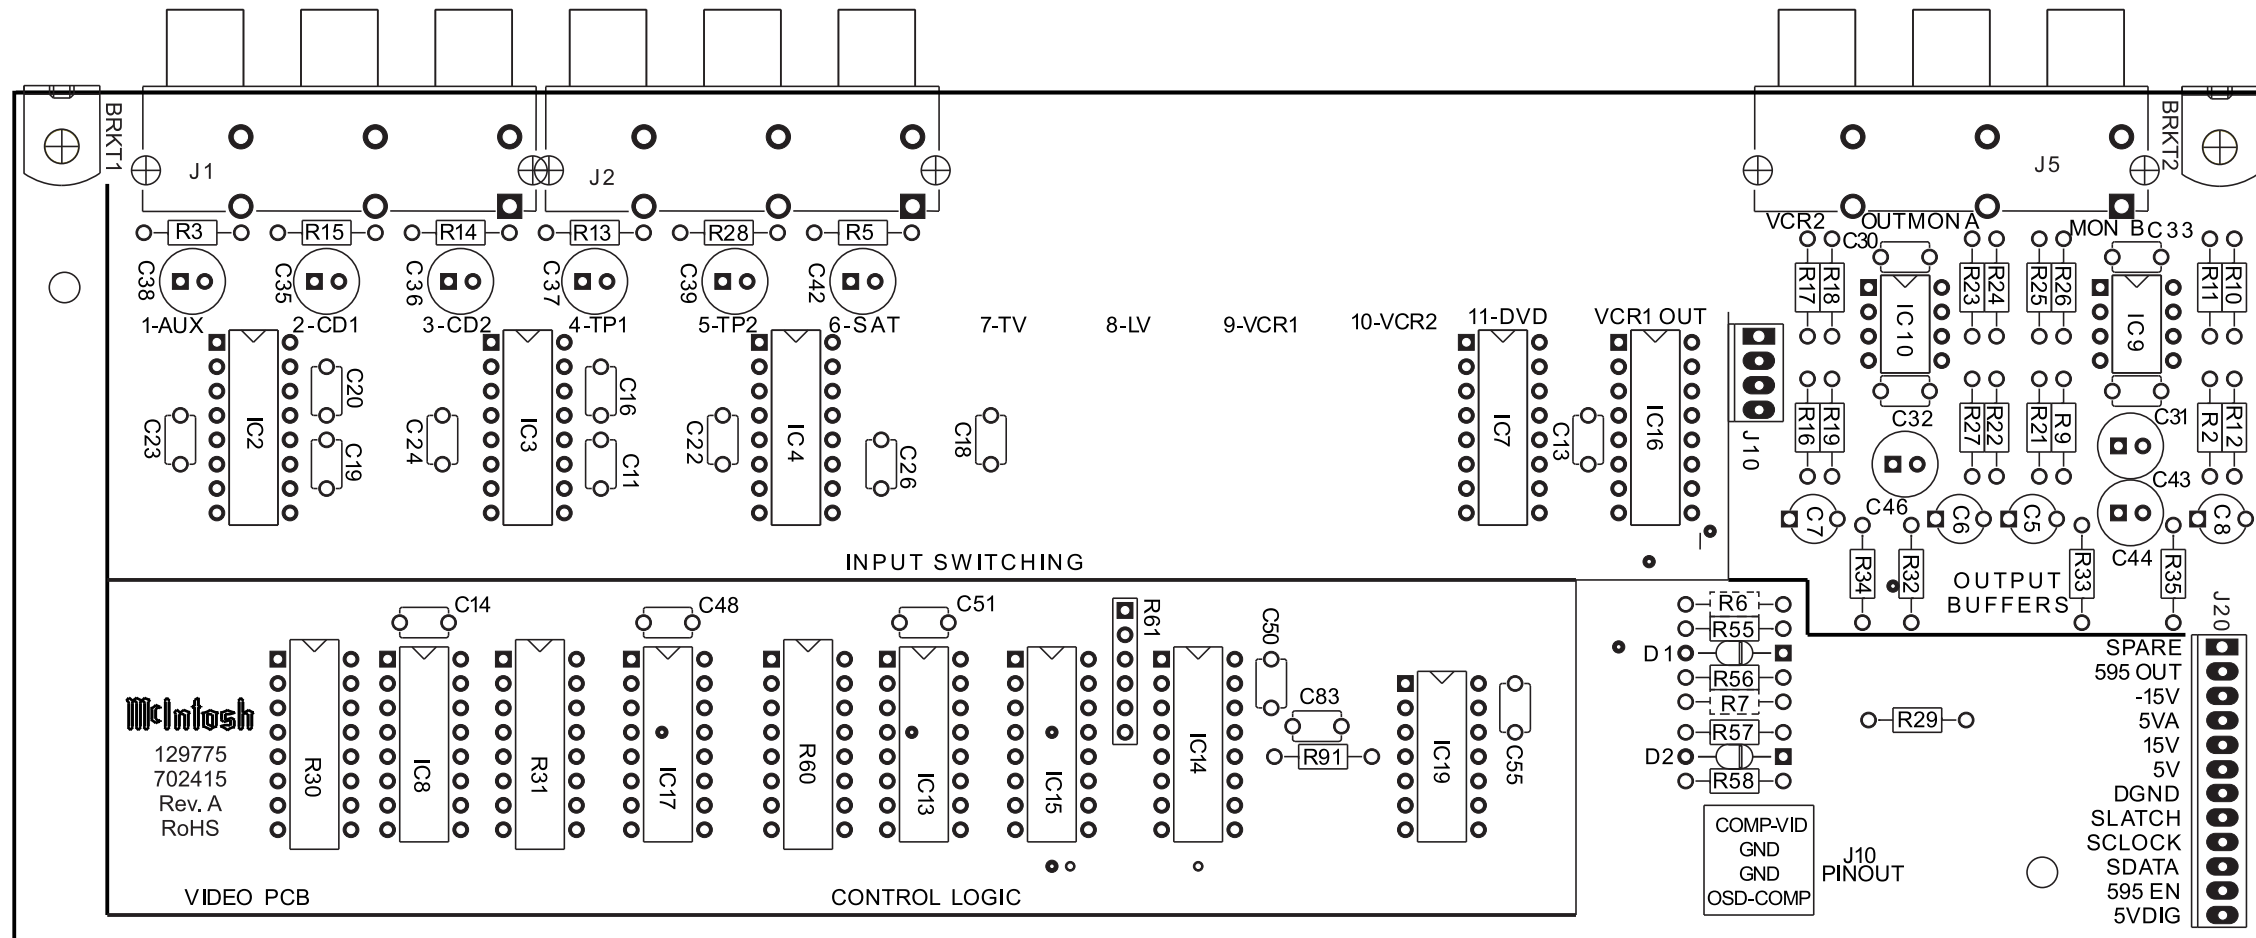 BRKT1
J1
J2
J5
BRKT2
R3
R15
R14
R13
R28
R5
VCR2
OUTMON A
MON B
C33
C30
C38
C35
C36
C37
C39
C42
R17
R18
IC10
R23
R24
R25
R26
IC9
R11
R10
1-AUX
2-CD1
3-CD2
4-TP1
5-TP2
6-SAT
7-TV
8-LV
9-VCR1
10-VCR2
11-DVD
VCR1 OUT
C23
IC2
C20
C19
C24
IC3
C16
C11
C22
IC4
C26
C18
IC7
C13
IC16
J10
R16
R19
C32
R27
R22
R21
R9
C31
R2
R12
C43
C46
C7
C6
C5
C8
C44
R34
R32
R33
R35
INPUT SWITCHING
OUTPUT
BUFFERS
J20
C14
C48
C51
R61
C50
C83
R91
C55
R30
IC8
R31
IC17
R60
IC13
IC15
IC14
IC19
R6
R55
D1
R56
R7
R57
D2
R58
R29
McIntosh
129775
702415
Rev. A
RoHS
SPARE
595 OUT
-15V
5VA
15V
5V
DGND
SLATCH
SCLOCK
SDATA
595 EN
5VDIG
COMP-VID
GND
GND
OSD-COMP
J10
PINOUT
VIDEO PCB
CONTROL LOGIC